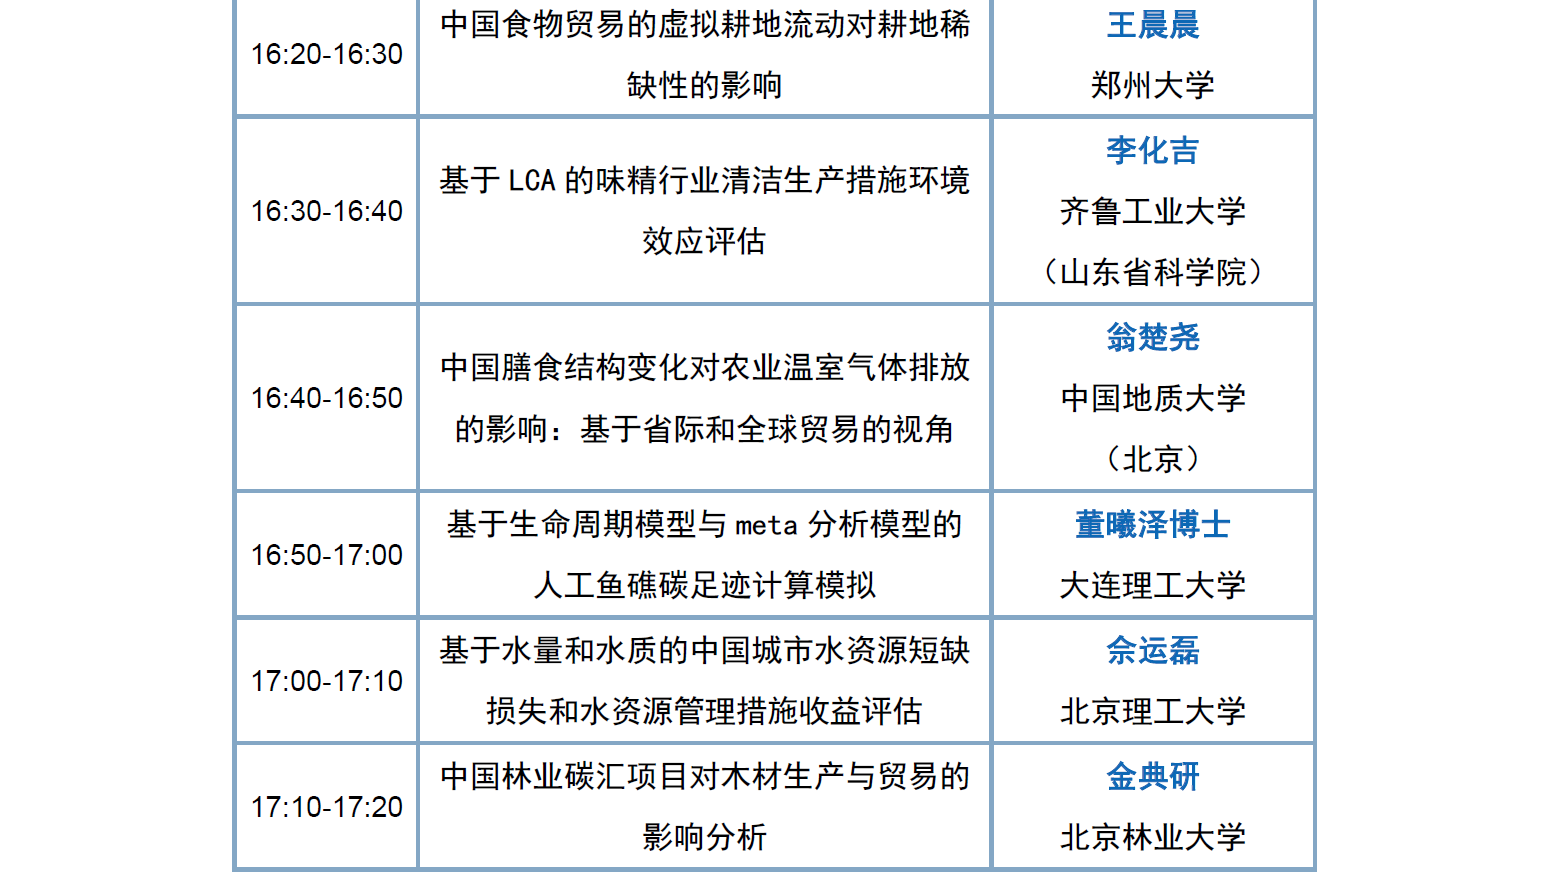 16:20-16:30
中国食物贸易的虚拟耕地流动对耕地稀
缺性的影响
王晨晨
郑州大学
16:30-16:40
基于 LCA 的味精行业清洁生产措施环境
效应评估
李化吉
齐鲁工业大学
（山东省科学院）
16:40-16:50
中国膳食结构变化对农业温室气体排放
的影响：基于省际和全球贸易的视角
翁楚尧
中国地质大学
（北京）
16:50-17:00
基于生命周期模型与 meta 分析模型的
人工鱼礁碳足迹计算模拟
董曦泽博士
大连理工大学
17:00-17:10
基于水量和水质的中国城市水资源短缺
损失和水资源管理措施收益评估
佘运磊
北京理工大学
17:10-17:20
中国林业碳汇项目对木材生产与贸易的
影响分析
金典研
北京林业大学